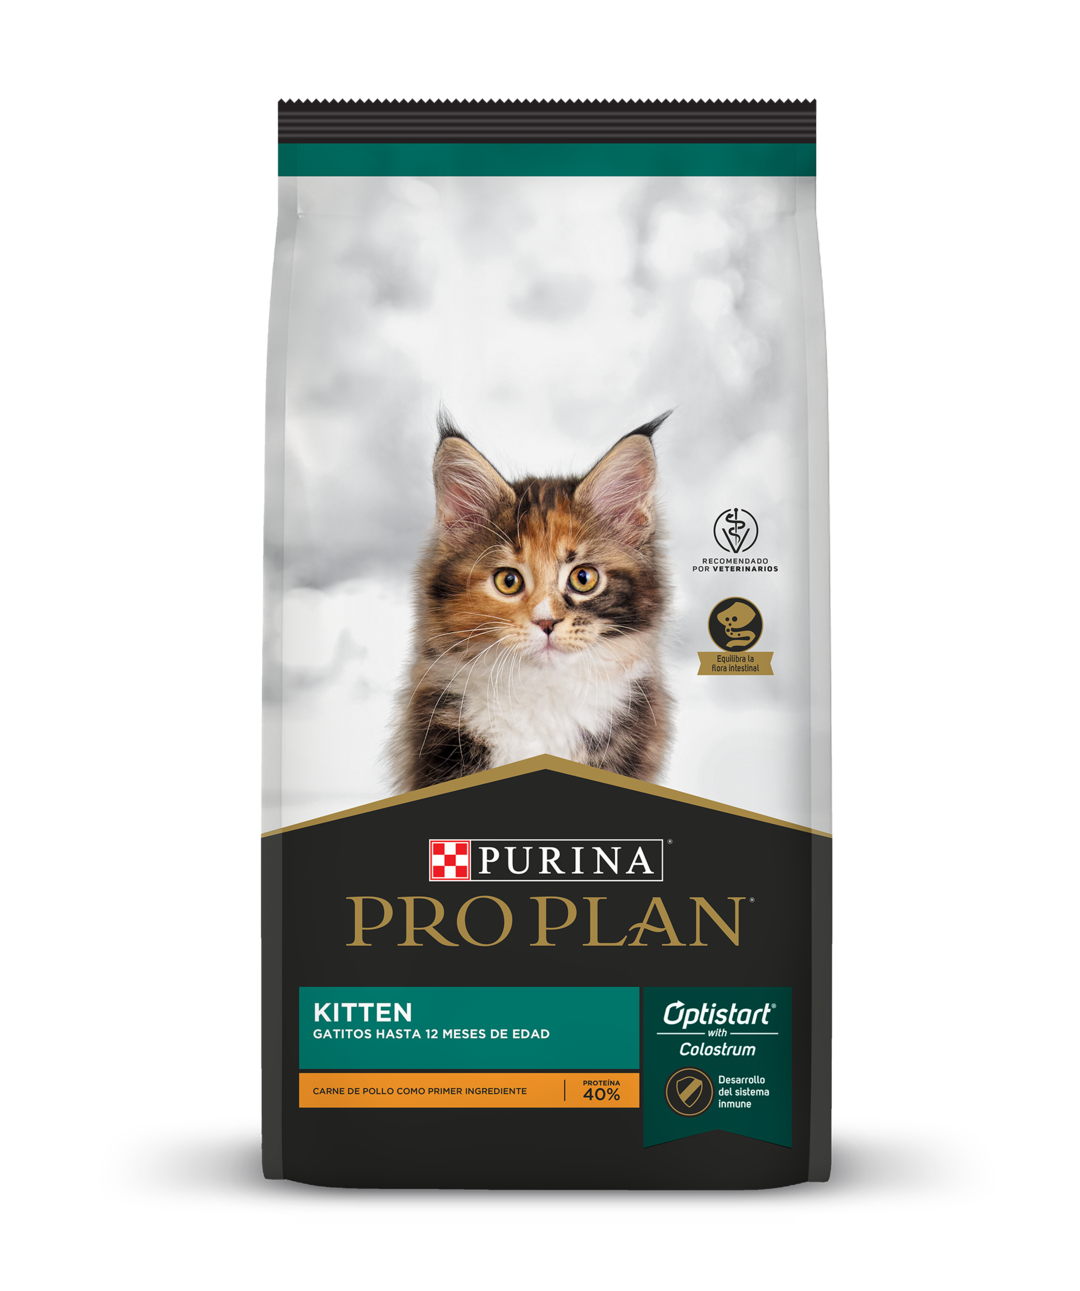 RECOMENDADO
POR VETERINARIOS
Equilibra la
flora intestinal
PURINA®
PRO PLAN®
KITTEN
GATITOS HASTA 12 MESES DE EDAD
CARNE DE POLLO COMO PRIMER INGREDIENTE
PROTEÍNA
40%
Optistart®
with
Colostrum
Desarrollo
del sistema
inmune